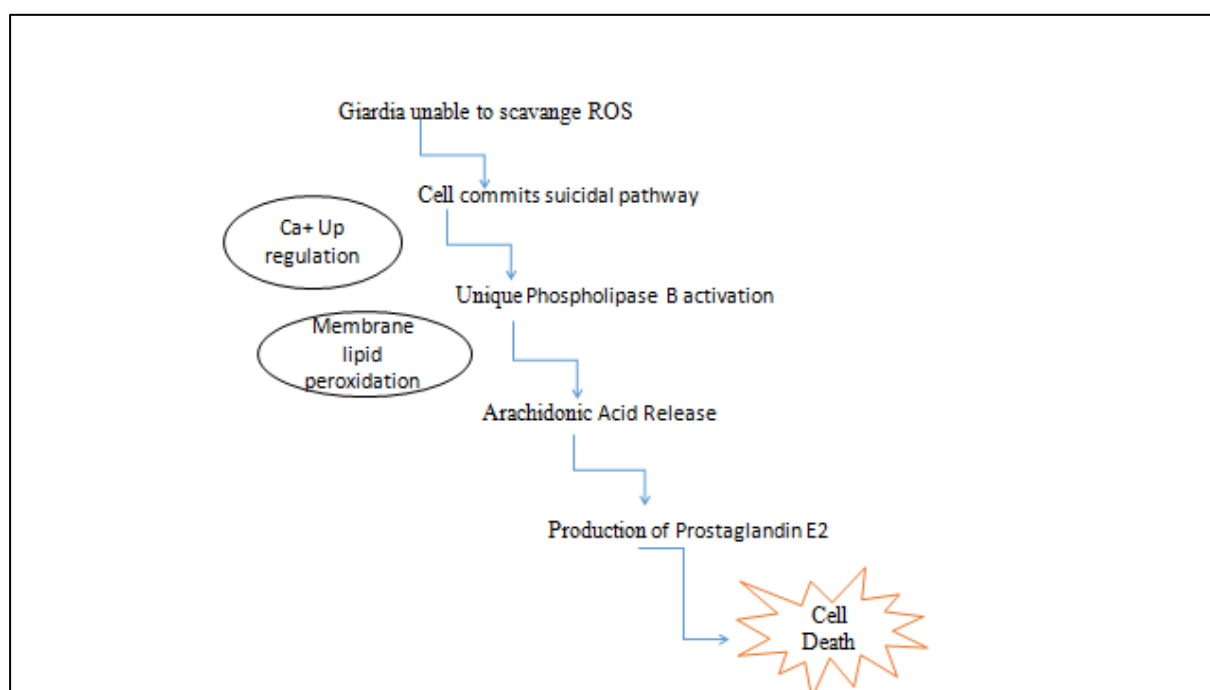 Giardia unable to scavange ROS
Cell commits suicidal pathway
Ca+ Up
regulation
Unique Phospholipase B activation
Membrane
lipid
peroxidation
Arachidonic Acid Release
Production of Prostaglandin E2
Cell
Death